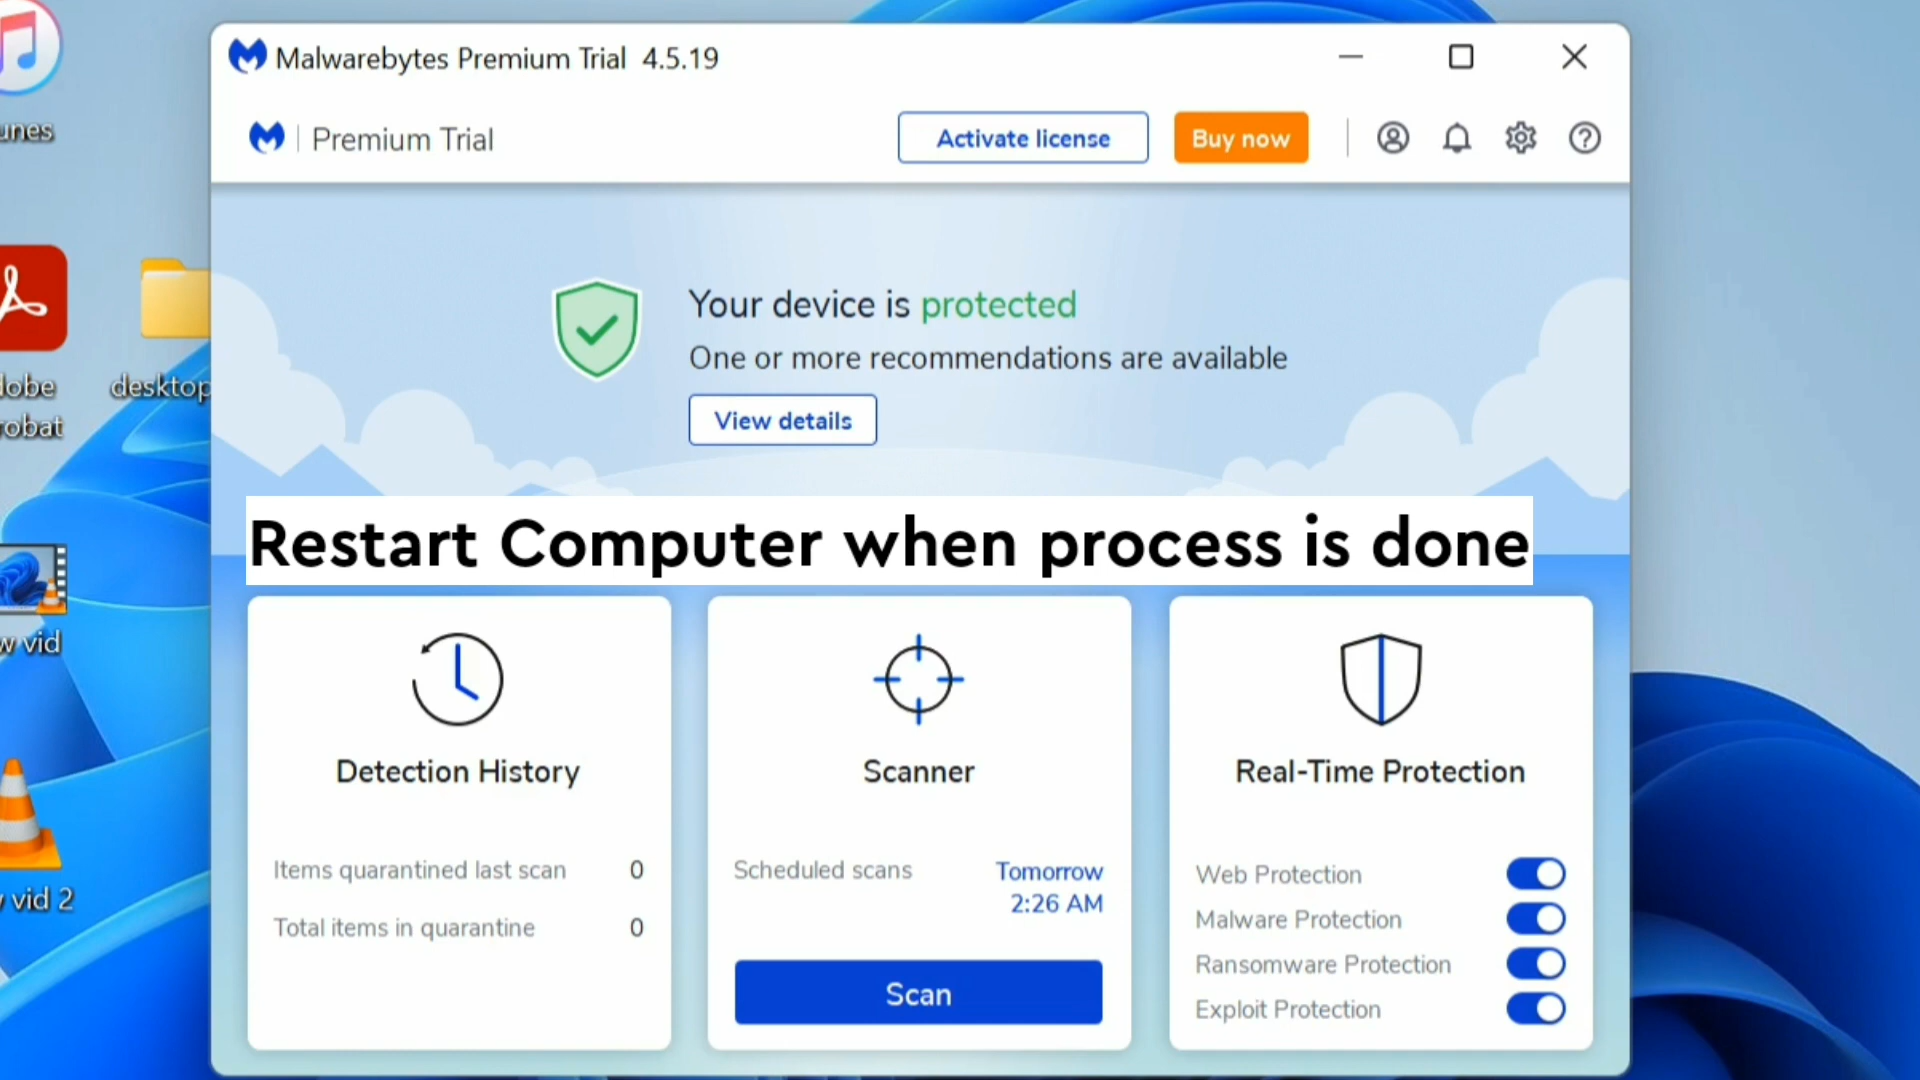 Malwarebytes Premium Trial 4.5.19
Premium Trial
Activate license
Buy now
unes
Your device is protected
One or more recommendations are available
View details
dobe
robat
desktop
Restart Computer when process is done
w vid
Detection History
Scanner
Real-Time Protection
Items quarantined last scan 0
Total items in quarantine 0
Scheduled scans Tomorrow
2:26 AM
Scan
Web Protection
Malware Protection
Ransomware Protection
Exploit Protection
vid 2